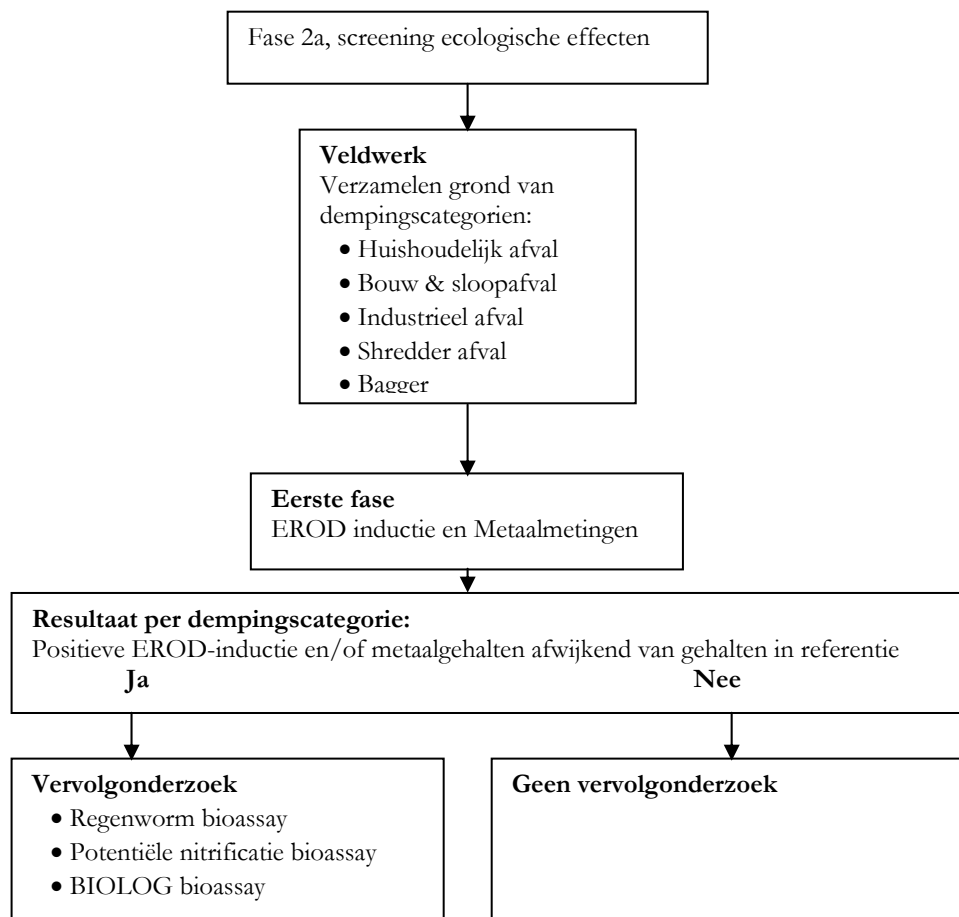 Fase 2a, screening ecologische effecten
Veldwerk
Verzamelen grond van
dempingscategorien:
• Huishoudelijk afval
• Bouw & sloopafval
• Industrieel afval
• Shredder afval
• Bagger
Eerste fase
EROD inductie en Metaalmetingen
Resultaat per dempingscategorie:
Positieve EROD-inductie en/of metaalgehalten afwijkend van gehalten in referentie
Ja Nee
Vervolgonderzoek
• Regenworm bioassay
• Potentiële nitrificatie bioassay
• BIOLOG bioassay
Geen vervolgonderzoek